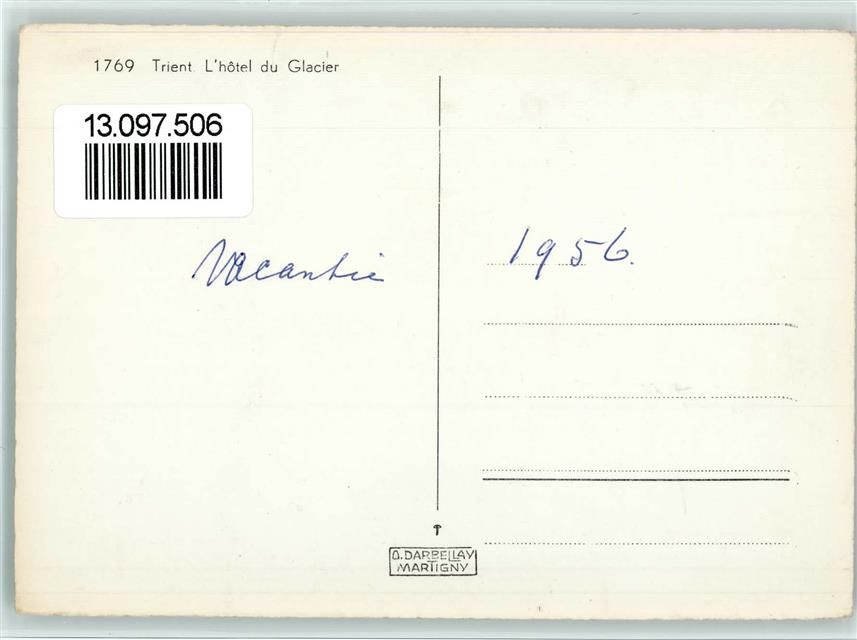 1769 Trient. L'hôtel du Glacier
13.097.506
Vacantie
1956.
O. DARBELLAY
MARTIGNY